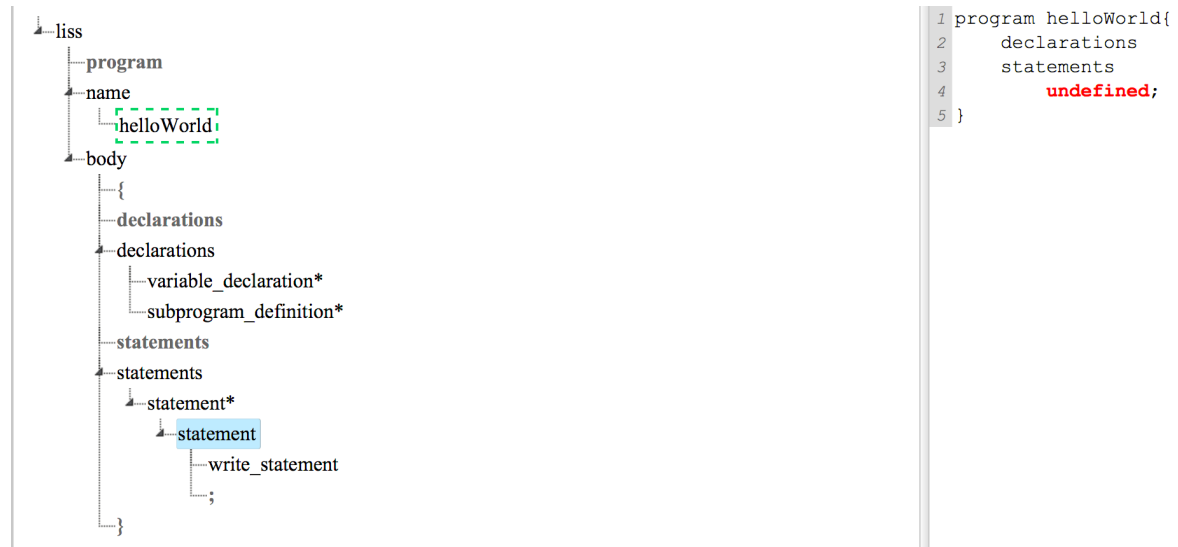 liss
program
name
helloWorld
body
{
declarations
declarations
variable_declaration*
subprogram_definition*
statements
statements
statement*
statement
write_statement
;
}
1 program helloWorld{
2 declarations
3 statements
4 undefined;
5 }